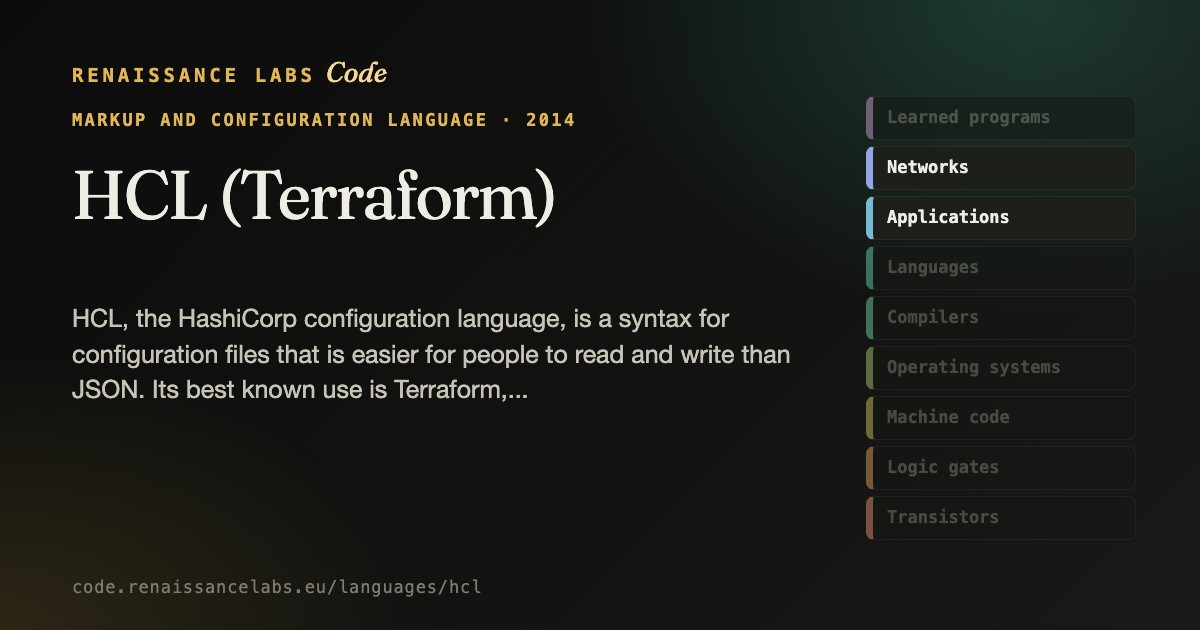 RENAISSANCE LABS Code
MARKUP AND CONFIGURATION LANGUAGE · 2014
HCL (Terraform)
HCL, the HashiCorp configuration language, is a syntax for
configuration files that is easier for people to read and write than
JSON. Its best known use is Terraform,...
code.renaissancelabs.eu/languages/hcl
Learned programs
Networks
Applications
Languages
Compilers
Operating systems
Machine code
Logic gates
Transistors